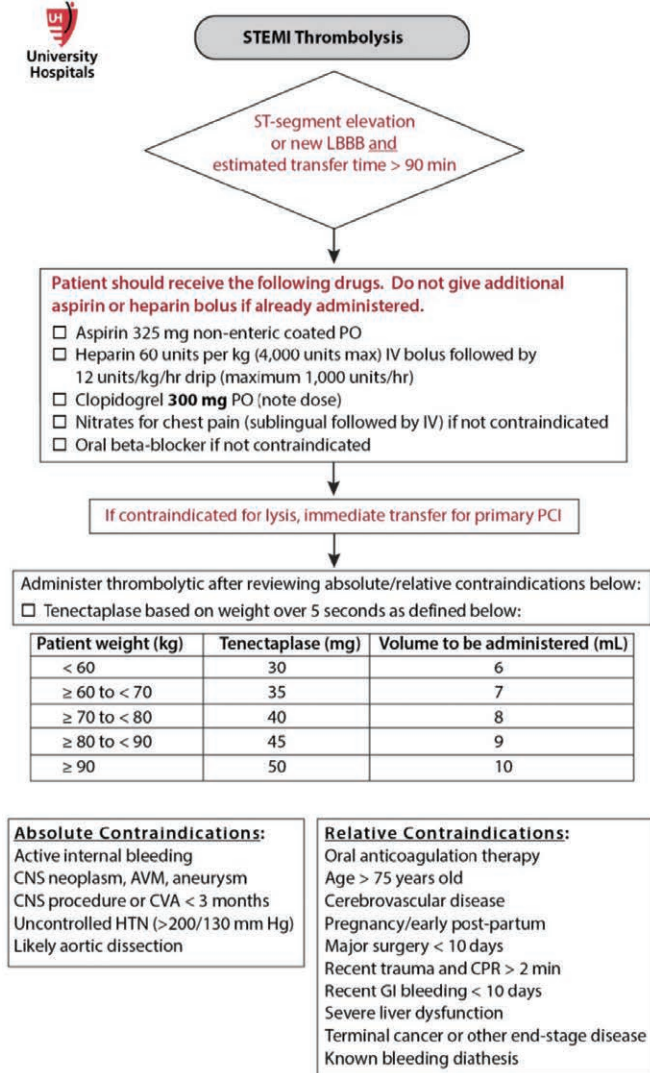 UH
University
Hospitals
STEMI Thrombolysis
ST-segment elevation
or new LBBB and
estimated transfer time > 90 min
Patient should receive the following drugs. Do not give additional
aspirin or heparin bolus if already administered.
☐ Aspirin 325 mg non-enteric coated PO
☐ Heparin 60 units per kg (4,000 units max) IV bolus followed by
12 units/kg/hr drip (maximum 1,000 units/hr)
☐ Clopidogrel 300 mg PO (note dose)
☐ Nitrates for chest pain (sublingual followed by IV) if not contraindicated
☐ Oral beta-blocker if not contraindicated
If contraindicated for lysis, immediate transfer for primary PCI
Administer thrombolytic after reviewing absolute/relative contraindications below:
☐ Tenectaplase based on weight over 5 seconds as defined below:
Patient weight (kg) Tenectaplase (mg) Volume to be administered (mL)
< 60 30 6
≥ 60 to < 70 35 7
≥ 70 to < 80 40 8
≥ 80 to < 90 45 9
≥ 90 50 10
Absolute Contraindications:
Active internal bleeding
CNS neoplasm, AVM, aneurysm
CNS procedure or CVA < 3 months
Uncontrolled HTN (>200/130 mm Hg)
Likely aortic dissection
Relative Contraindications:
Oral anticoagulation therapy
Age > 75 years old
Cerebrovascular disease
Pregnancy/early post-partum
Major surgery < 10 days
Recent trauma and CPR > 2 min
Recent GI bleeding < 10 days
Severe liver dysfunction
Terminal cancer or other end-stage disease
Known bleeding diathesis